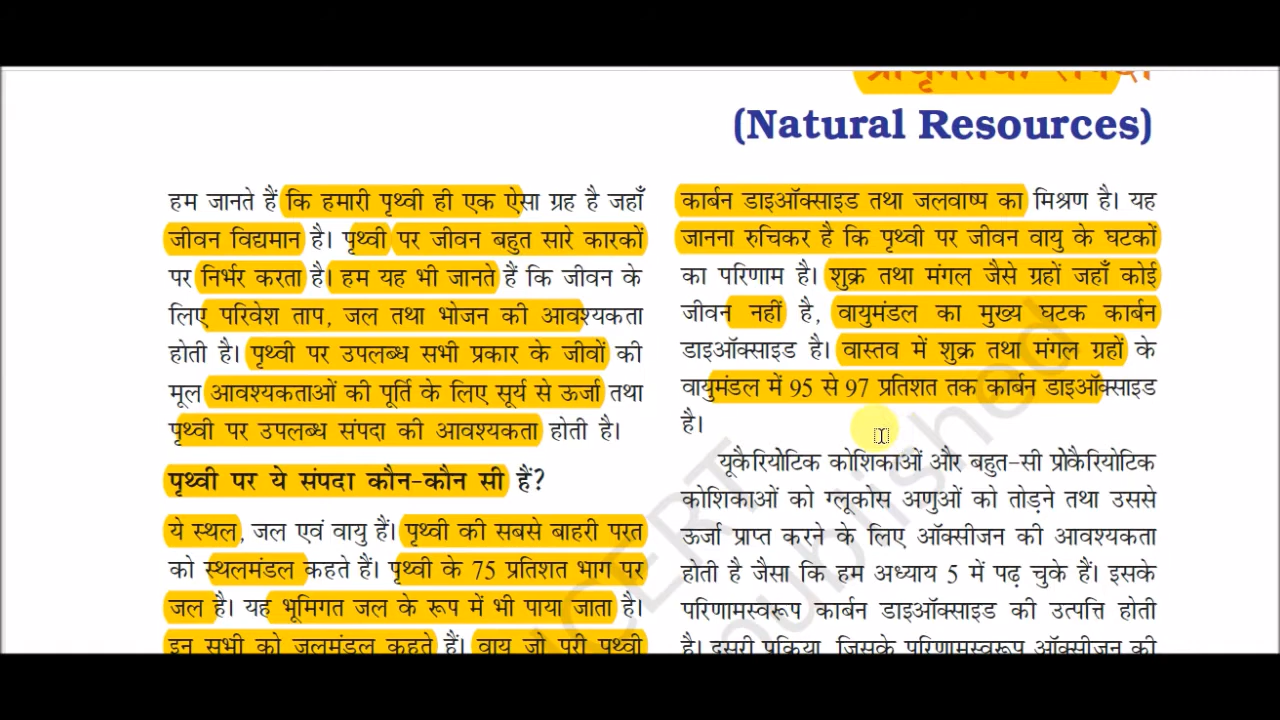 प्राकृतिक संपदा
(Natural Resources)
हम जानते हैं कि हमारी पृथ्वी ही एक ऐसा ग्रह है जहाँ
जीवन विद्यमान है। पृथ्वी पर जीवन बहुत सारे कारकों
पर निर्भर करता है। हम यह भी जानते हैं कि जीवन के
लिए परिवेश ताप, जल तथा भोजन की आवश्यकता
होती है। पृथ्वी पर उपलब्ध सभी प्रकार के जीवों की
मूल आवश्यकताओं की पूर्ति के लिए सूर्य से ऊर्जा तथा
पृथ्वी पर उपलब्ध संपदा की आवश्यकता होती है।
पृथ्वी पर ये संपदा कौन-कौन सी हैं?
ये स्थल, जल एवं वायु हैं। पृथ्वी की सबसे बाहरी परत
को स्थलमंडल कहते हैं। पृथ्वी के 75 प्रतिशत भाग पर
जल है। यह भूमिगत जल के रूप में भी पाया जाता है।
इन सभी को जलमंडल कहते हैं। वायु जो पूरी पृथ्वी
कार्बन डाइऑक्साइड तथा जलवाष्प का मिश्रण है। यह
जानना रुचिकर है कि पृथ्वी पर जीवन वायु के घटकों
का परिणाम है। शुक्र तथा मंगल जैसे ग्रहों जहाँ कोई
जीवन नहीं है, वायुमंडल का मुख्य घटक कार्बन
डाइऑक्साइड है। वास्तव में शुक्र तथा मंगल ग्रहों के
वायुमंडल में 95 से 97 प्रतिशत तक कार्बन डाइऑक्साइड
है।
यूकैरियोटिक कोशिकाओं और बहुत-सी प्रोकैरियोटिक
कोशिकाओं को ग्लूकोस अणुओं को तोड़ने तथा उससे
ऊर्जा प्राप्त करने के लिए ऑक्सीजन की आवश्यकता
होती है जैसा कि हम अध्याय 5 में पढ़ चुके हैं। इसके
परिणामस्वरूप कार्बन डाइऑक्साइड की उत्पत्ति होती
है। दूसरी प्रक्रिया, जिसके परिणामस्वरूप ऑक्सीजन की
NCERT
published